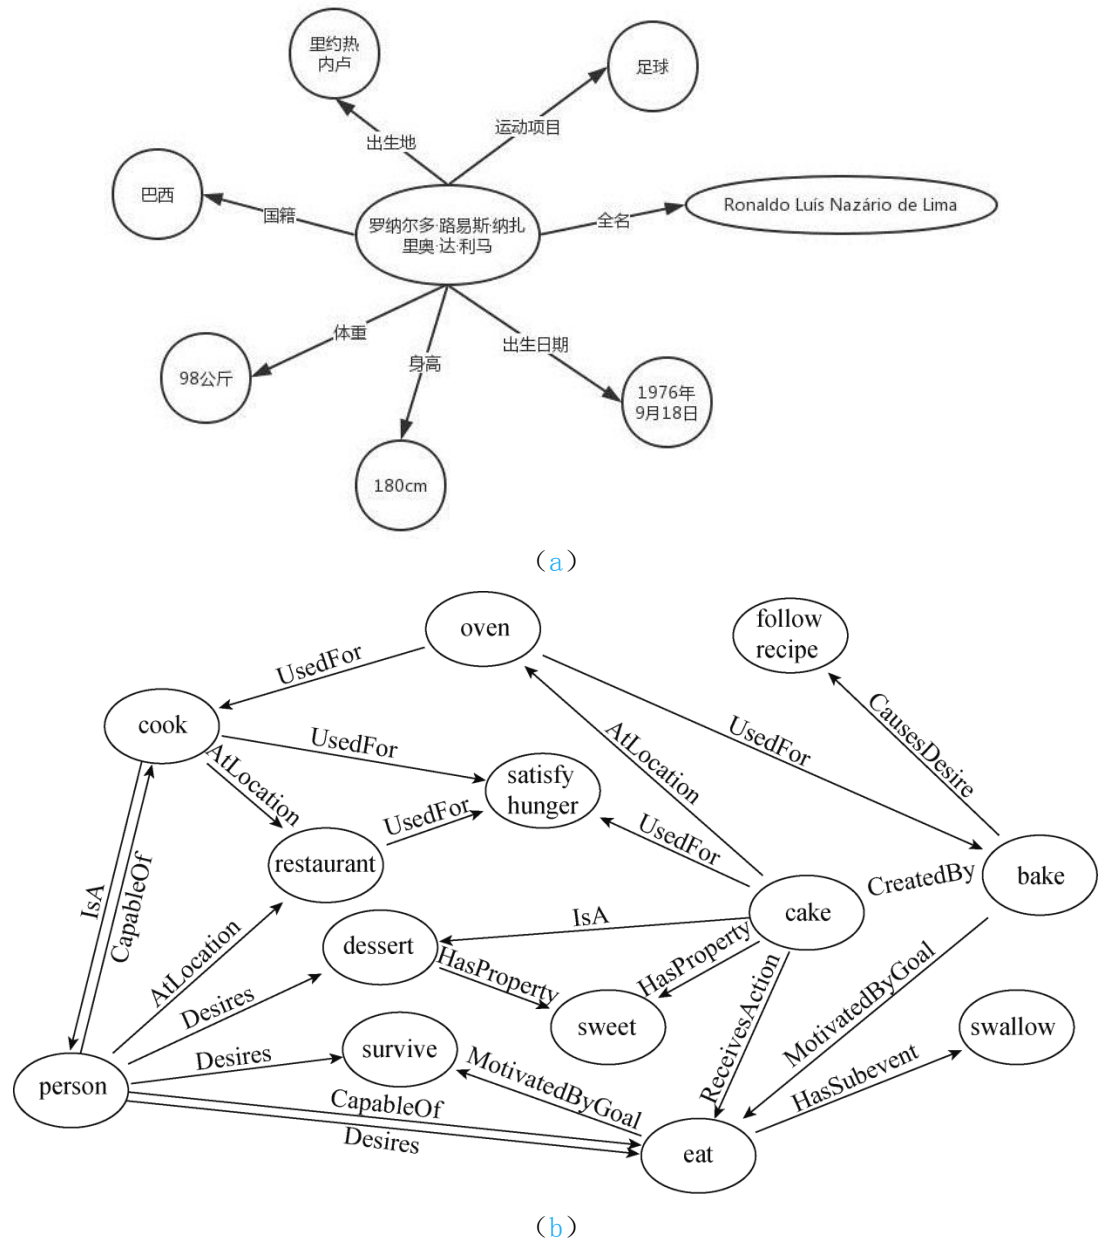 里约热
内卢
足球
出生地
运动项目
巴西
国籍
罗纳尔多·路易斯·纳扎
里奥·达·利马
全名
Ronaldo Luís Nazário de Lima
体重
身高
出生日期
98公斤
1976年
9月18日
180cm
（a）
oven
follow
recipe
UsedFor
cook
UsedFor
AtLocation
AtLocation
UsedFor
CausesDesire
satisfy
hunger
UsedFor
UsedFor
restaurant
IsA
CapableOf
CreatedBy
bake
cake
IsA
dessert
HasProperty
HasProperty
AtLocation
Desires
sweet
ReceivesAction
MotivatedByGoal
swallow
survive
Desires
MotivatedByGoal
HasSubevent
person
CapableOf
Desires
eat
（b）